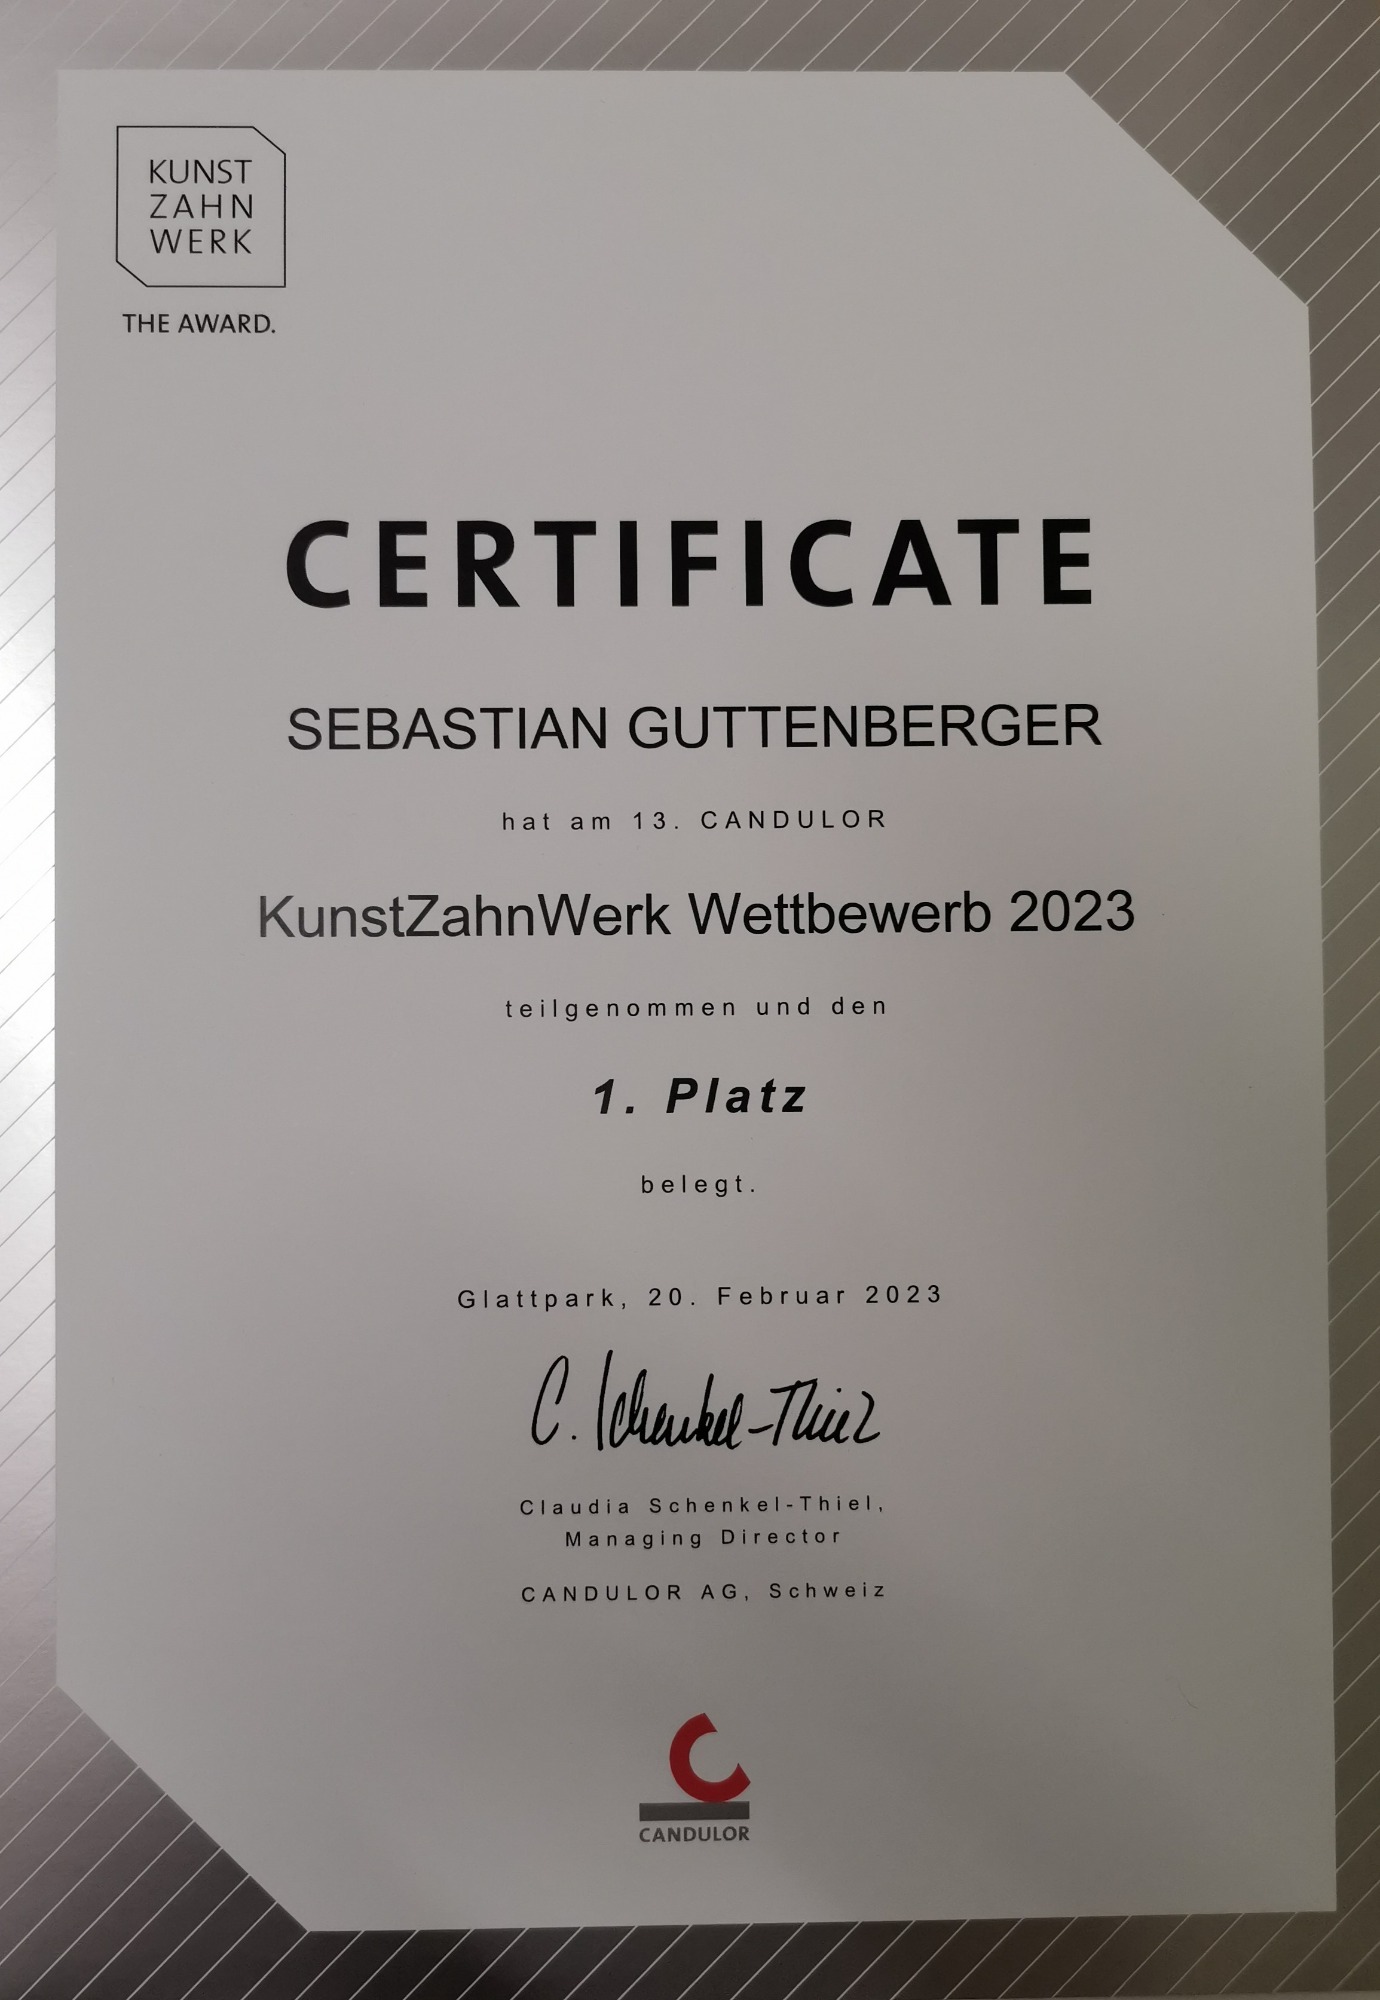 KUNST
ZAHN
WERK
THE AWARD.
CERTIFICATE
SEBASTIAN GUTTENBERGER
hat am 13. CANDULOR
KunstZahnWerk Wettbewerb 2023
teilgenommen und den
1. Platz
belegt.
Glattpark, 20. Februar 2023
C. Schenkel-Thiel
Claudia Schenkel-Thiel,
Managing Director
CANDULOR AG, Schweiz
CANDULOR